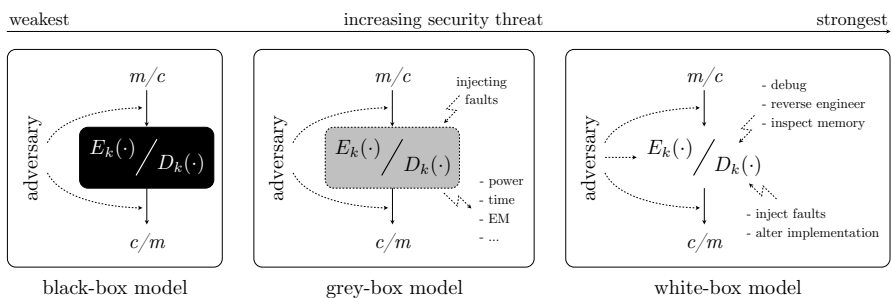 weakest increasing security threat strongest
m/c
adversary
E_k(·) / D_k(·)
c/m
black-box model
m/c
injecting
faults
adversary
E_k(·) / D_k(·)
- power
- time
- EM
- ...
c/m
grey-box model
m/c
- debug
- reverse engineer
- inspect memory
adversary
E_k(·) / D_k(·)
- inject faults
- alter implementation
c/m
white-box model